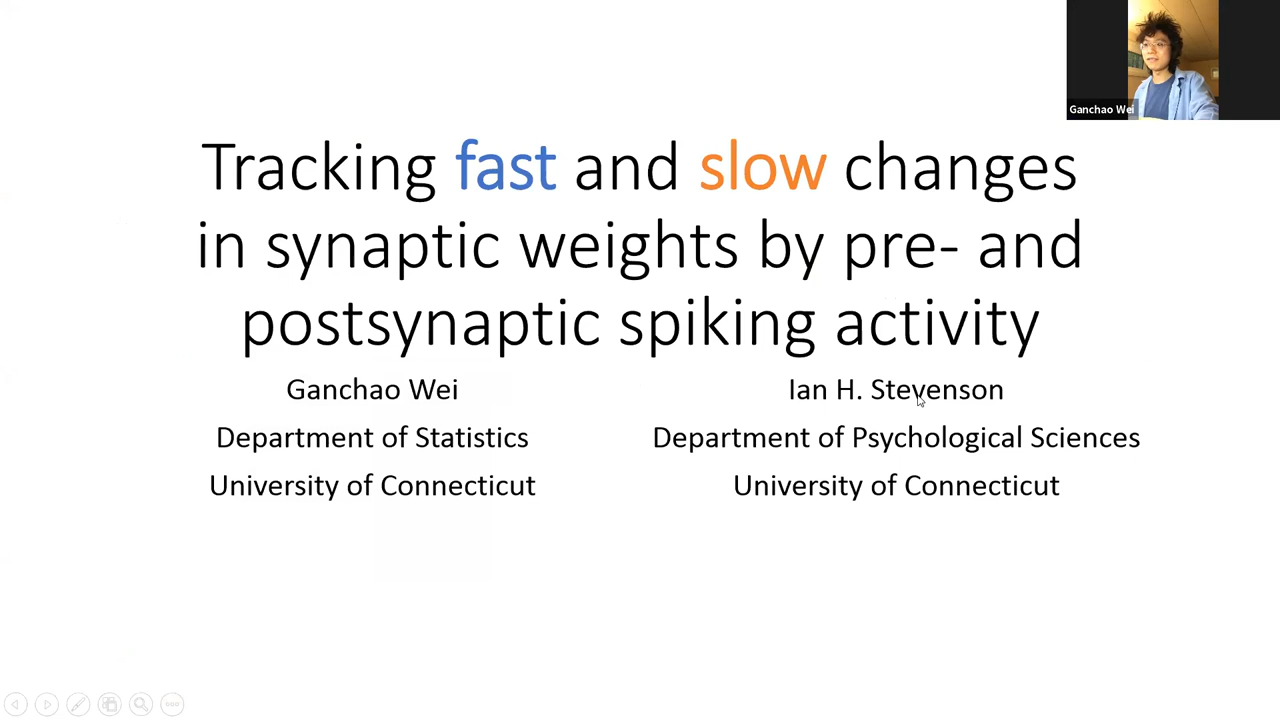 Ganchao Wei
Tracking fast and slow changes
in synaptic weights by pre- and
postsynaptic spiking activity
Ganchao Wei
Department of Statistics
University of Connecticut
Ian H. Stevenson
Department of Psychological Sciences
University of Connecticut